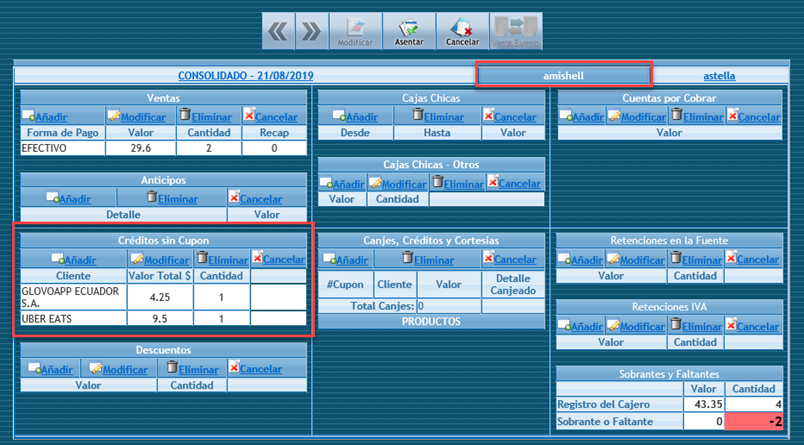 Modificar
Asentar
Cancelar
CONSOLIDADO - 21/08/2019
amishell
astella
Ventas
Añadir Modificar Eliminar Cancelar
Forma de Pago Valor Cantidad Recap
EFECTIVO 29.6 2 0
Anticipos
Añadir Eliminar Cancelar
Detalle Valor
Créditos sin Cupon
Añadir Modificar Eliminar Cancelar
Cliente Valor Total $ Cantidad
GLOVOAPP ECUADOR
S.A. 4.25 1
UBER EATS 9.5 1
Descuentos
Añadir Modificar Eliminar Cancelar
Valor Cantidad
Cajas Chicas
Añadir Eliminar Cancelar
Desde Hasta Valor
Cajas Chicas - Otros
Añadir Modificar Eliminar Cancelar
Valor Cantidad
Canjes, Créditos y Cortesias
Añadir Eliminar Cancelar
#Cupon Cliente Valor Detalle
Canjeado
Total Canjes: 0
PRODUCTOS
Cuentas por Cobrar
Añadir Modificar Eliminar Cancelar
Valor
Retenciones en la Fuente
Añadir Modificar Eliminar Cancelar
Valor Cantidad
Retenciones IVA
Añadir Modificar Eliminar Cancelar
Valor Cantidad
Sobrantes y Faltantes
Valor Cantidad
Registro del Cajero 43.35 4
Sobrante o Faltante 0 -2